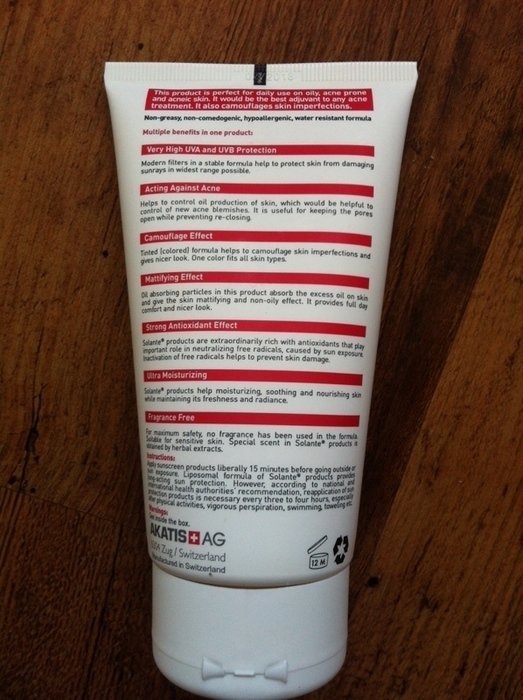 This product is perfect for daily use on oily, acne prone
and acneic skin. It would be the best adjuvant to any acne
treatment. It also camouflages skin imperfections.
Non-greasy, non-comedogenic, hypoallergenic, water resistant formula
Multiple benefits in one product:
Very High UVA and UVB Protection
Modern filters in a stable formula help to protect skin from damaging
sunrays in widest range possible.
Acting Against Acne
Helps to control oil production of skin, which would be helpful to
control of new acne blemishes. It is useful for keeping the pores
open while preventing re-closing.
Camouflage Effect
Tinted (colored) formula helps to camouflage skin imperfections and
gives nicer look. One color fits all skin types.
Mattifying Effect
Oil absorbing particles in this product absorb the excess oil on skin
and give the skin mattifying and non-oily effect. It provides full day
comfort and nicer look.
Strong Antioxidant Effect
Solante® products are extraordinarily rich with antioxidants that play
important role in neutralizing free radicals, caused by sun exposure.
Inactivation of free radicals helps to prevent skin damage.
Ultra Moisturizing
Solante® products help moisturizing, soothing and nourishing skin
while maintaining its freshness and radiance.
Fragrance Free
For maximum safety, no fragrance has been used in the formula.
Suitable for sensitive skin. Special scent in Solante® products is
obtained by herbal extracts.
Instructions:
Apply sunscreen products liberally 15 minutes before going outside or
sun exposure. Liposomal formula of Solante® products provides
long-acting sun protection. However, according to national and
international health authorities' recommendation, reapplication of sun
protection products is necessary every three to four hours, especially
after physical activities, vigorous perspiration, swimming, toweling etc.
Warnings:
See inside the box.
AKATIS AG
Zug / Switzerland
Manufactured in Switzerland
12 M